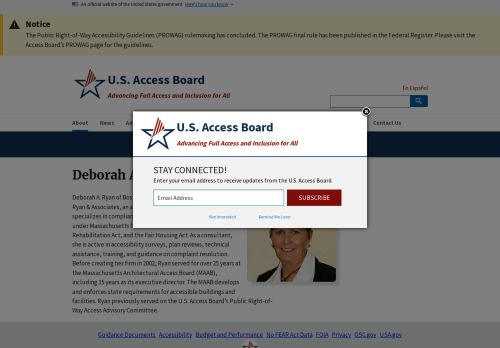 An official website of the United States government Here's how you know
Notice
The Public Right-of-Way Accessibility Guidelines (PROWAG) rulemaking has concluded. The PROWAG final rule has been published in the Federal Register. Please visit the
Access Board's PROWAG page for the guidelines.
U.S. Access Board
Advancing Full Access and Inclusion for All
En Español
About News Contact Us
U.S. Access Board
Advancing Full Access and Inclusion for All
STAY CONNECTED!
Enter your email address to receive updates from the U.S. Access Board.
Email Address SUBSCRIBE
Not Interested Remind Me Later
Deborah A
Deborah A. Ryan of Bos
Ryan & Associates, an a
specializes in complian
under Massachusetts
Rehabilitation Act, and the Fair Housing Act. As a consultant,
she is active in accessibility surveys, plan reviews, technical
assistance, training, and guidance on complaint resolution.
Before creating her firm in 2002, Ryan served for over 25 years at
the Massachusetts Architectural Access Board (MAAB),
including 15 years as its executive director. The MAAB develops
and enforces state requirements for accessible buildings and
facilities. Ryan previously served on the U.S. Access Board's Public Right-of-
Way Access Advisory Committee.
Guidance Documents Accessibility Budget and Performance No FEAR Act Data FOIA Privacy OSC.gov USA.gov